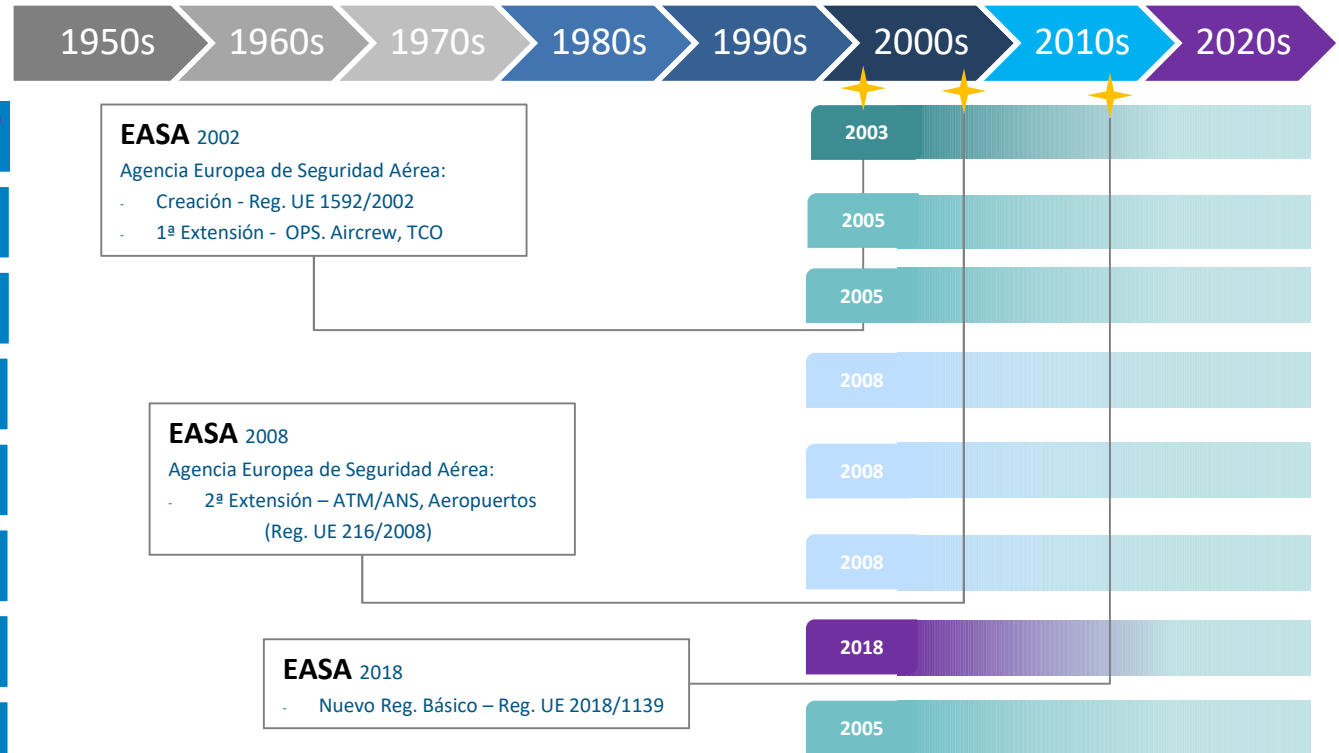 1950s 1960s 1970s 1980s 1990s 2000s 2010s 2020s
EASA 2002
Agencia Europea de Seguridad Aérea:
- Creación - Reg. UE 1592/2002
- 1ª Extensión - OPS. Aircrew, TCO
2003
2005
2005
2008
EASA 2008
Agencia Europea de Seguridad Aérea:
- 2ª Extensión – ATM/ANS, Aeropuertos
(Reg. UE 216/2008)
2008
2008
2018
EASA 2018
- Nuevo Reg. Básico – Reg. UE 2018/1139
2005